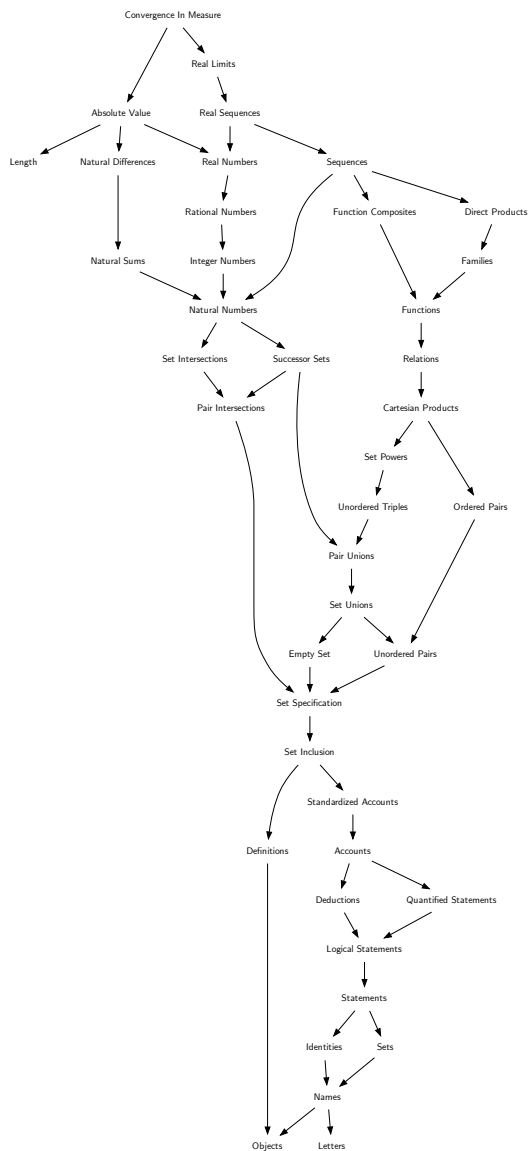 Convergence In Measure
Real Limits
Absolute Value
Real Sequences
Length
Natural Differences
Real Numbers
Sequences
Rational Numbers
Function Composites
Direct Products
Natural Sums
Integer Numbers
Families
Natural Numbers
Functions
Set Intersections
Successor Sets
Relations
Pair Intersections
Cartesian Products
Set Powers
Unordered Triples
Ordered Pairs
Pair Unions
Set Unions
Empty Set
Unordered Pairs
Set Specification
Set Inclusion
Standardized Accounts
Definitions
Accounts
Deductions
Quantified Statements
Logical Statements
Statements
Identities
Sets
Names
Objects
Letters